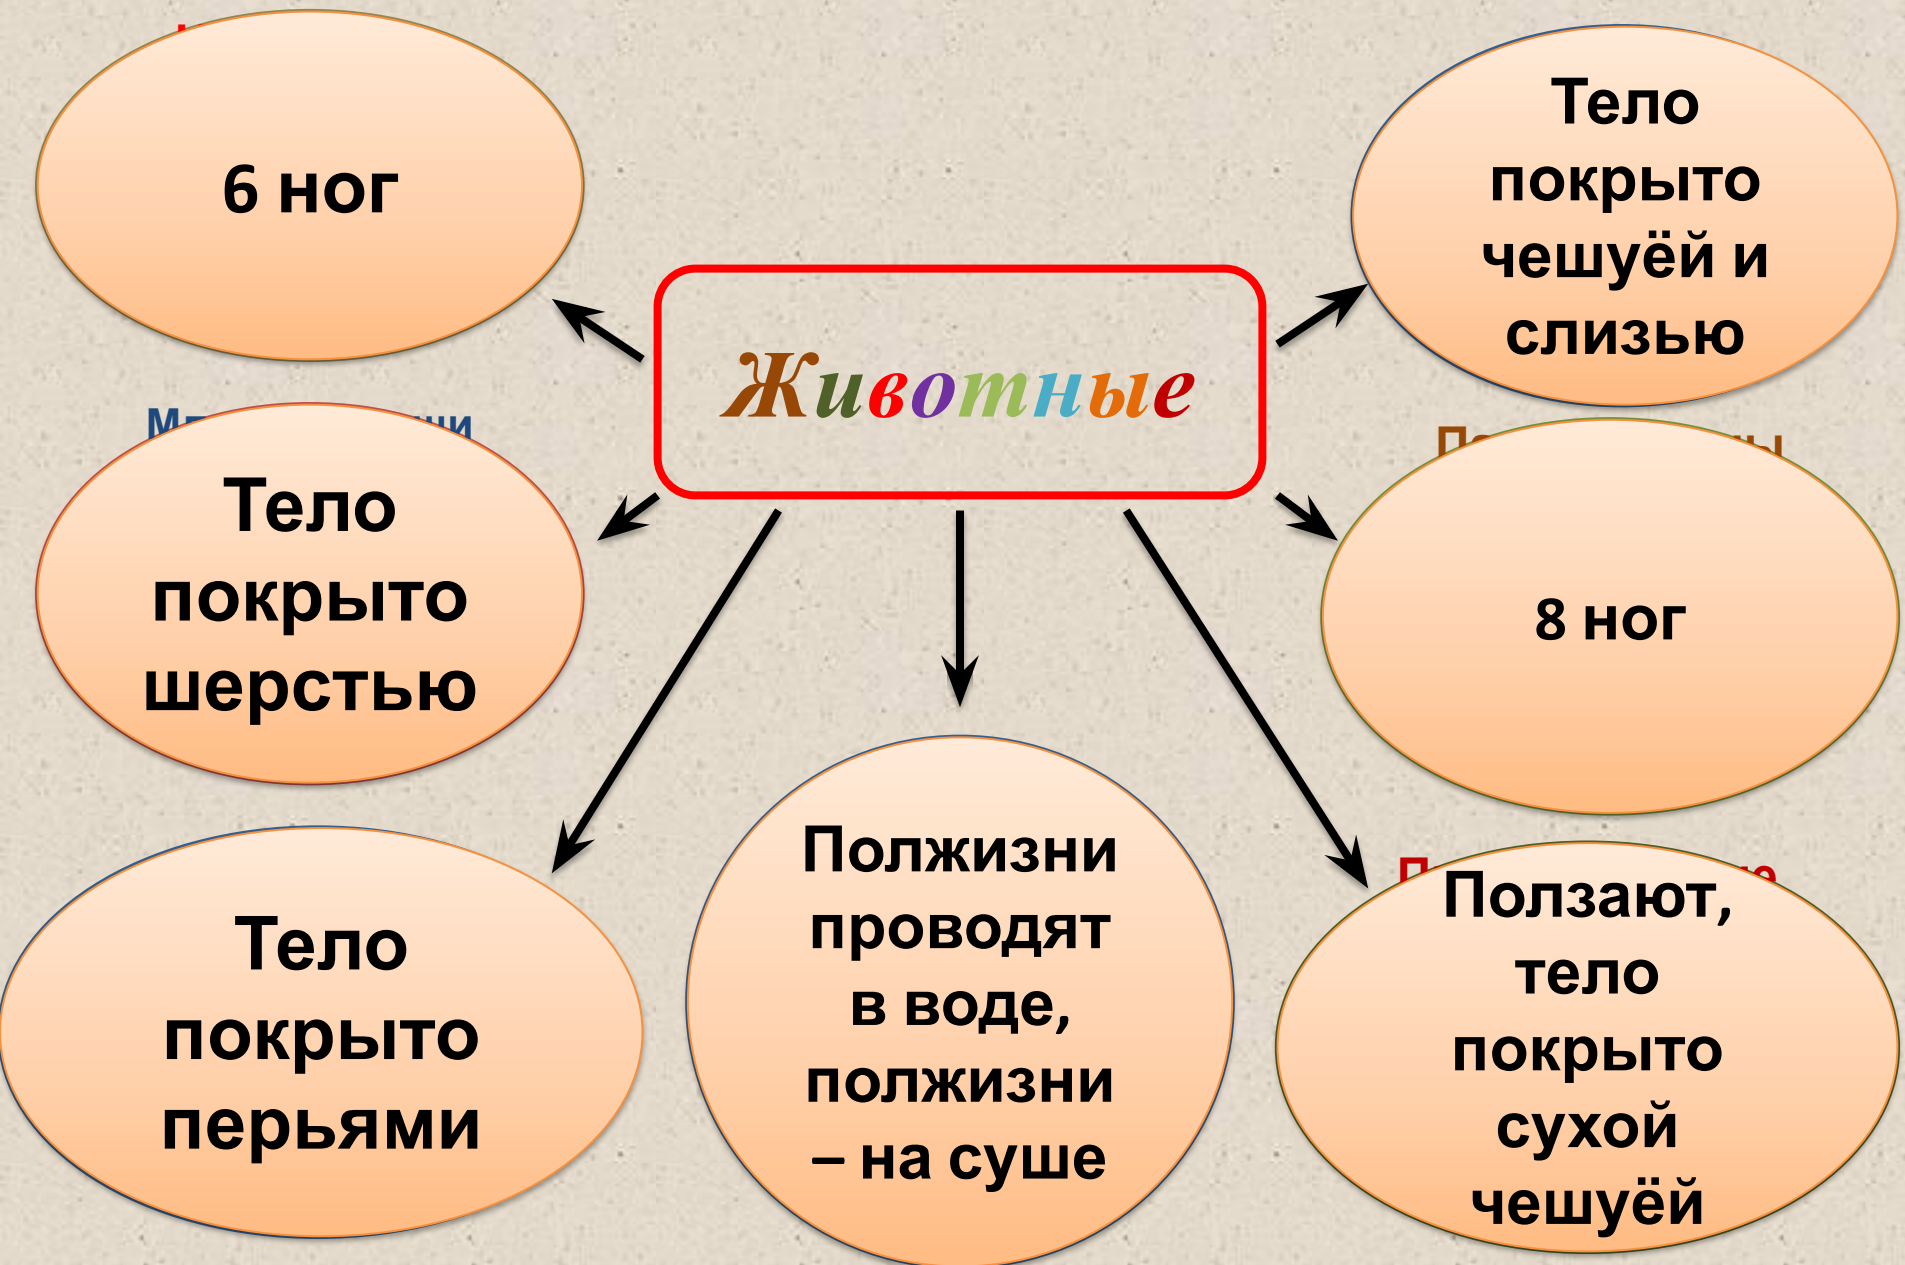 6 ног
Тело
покрыто
чешуёй и
слизью
Животные
Тело
покрыто
шерстью
8 ног
Тело
покрыто
перьями
Полжизни
проводят
в воде,
полжизни
– на суше
Ползают,
тело
покрыто
сухой
чешуёй